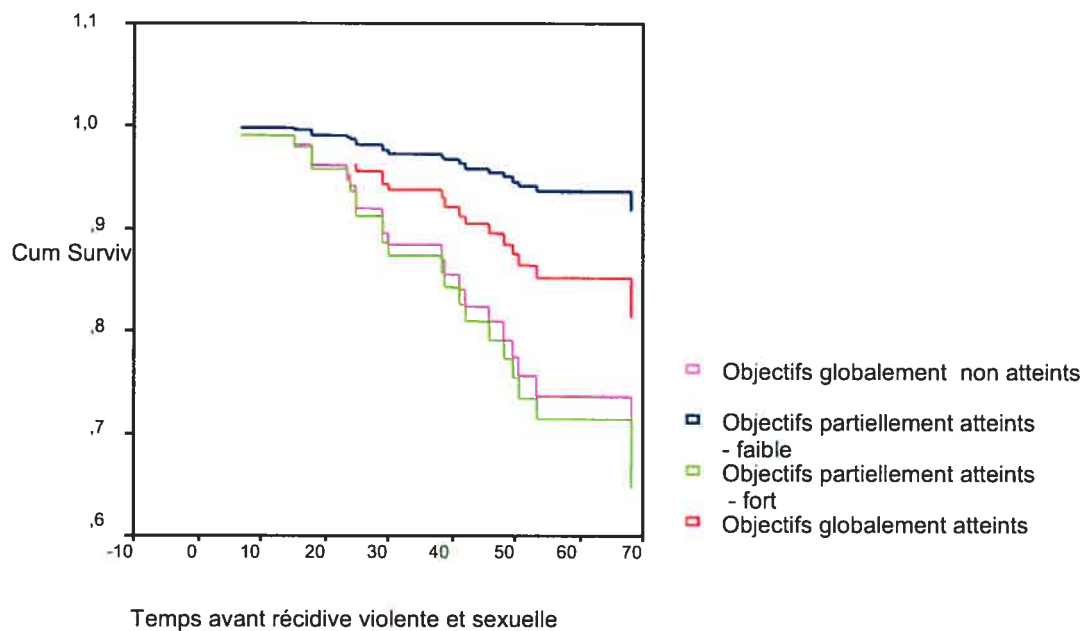 1,1
1,0
,9
Cum Surviv
,8
,7
,6
-10 0 10 20 30 40 50 60 70
Temps avant récidive violente et sexuelle
Objectifs globalement non atteints
Objectifs partiellement atteints
- faible
Objectifs partiellement atteints
- fort
Objectifs globalement atteints